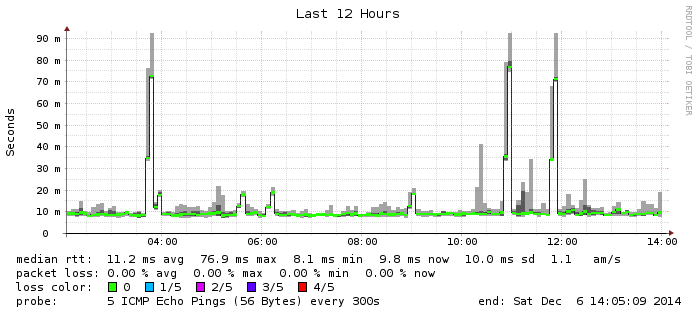 Last 12 Hours
RRDTOOL / TOBI OETIKER
Seconds
90 m
80 m
70 m
60 m
50 m
40 m
30 m
20 m
10 m
0
04:00 06:00 08:00 10:00 12:00 14:00
median rtt: 11.2 ms avg 76.9 ms max 8.1 ms min 9.8 ms now 10.0 ms sd 1.1 am/s
packet loss: 0.00 % avg 0.00 % max 0.00 % min 0.00 % now
loss color: 0 1/5 2/5 3/5 4/5
probe: 5 ICMP Echo Pings (56 Bytes) every 300s end: Sat Dec 6 14:05:09 2014